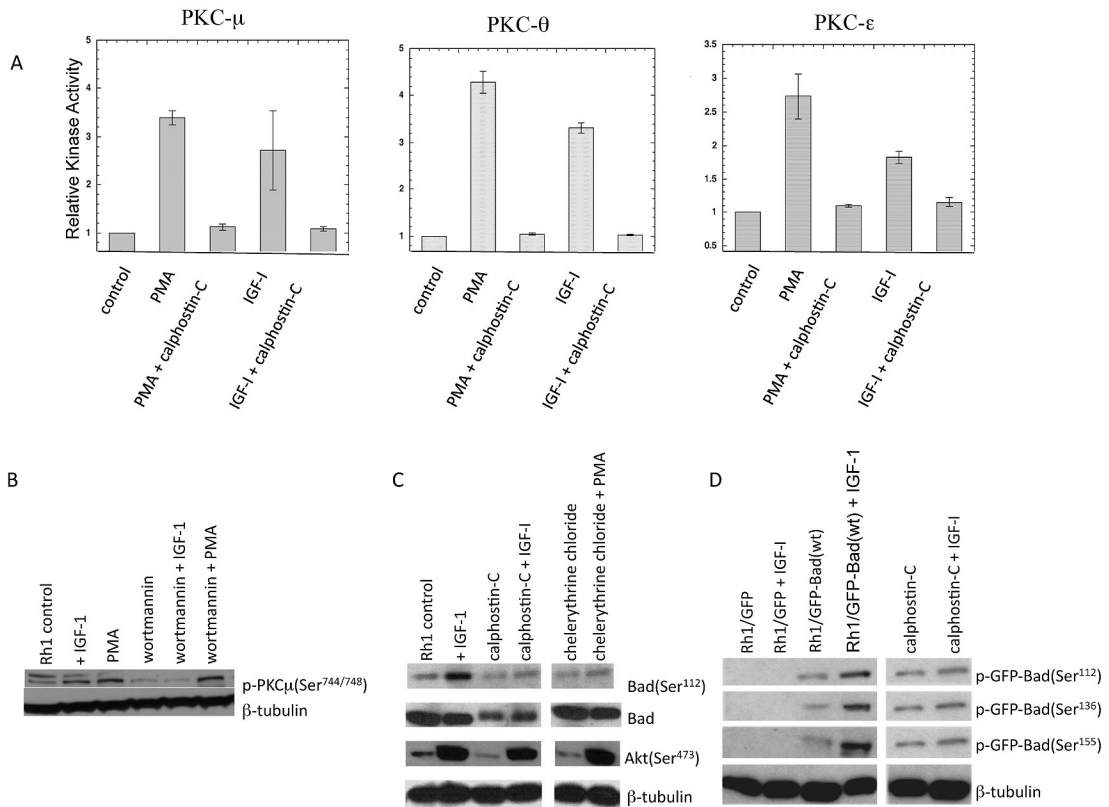 A
PKC-μ
Relative Kinase Activity
5
4
3
2
1
control
PMA
PMA + calphostin-C
IGF-I
IGF-I + calphostin-C
PKC-θ
5
4
3
2
1
control
PMA
PMA + calphostin-C
IGF-I
IGF-I + calphostin-C
PKC-ε
3.5
3
2.5
2
1.5
1
0.5
control
PMA
PMA + calphostin-C
IGF-I
IGF-I + calphostin-C
B
Rh1 control
+ IGF-1
PMA
wortmannin
wortmannin + IGF-1
wortmannin + PMA
p-PKCμ(Ser744/748)
β-tubulin
C
Rh1 control
+ IGF-1
calphostin-C
calphostin-C + IGF-I
chelerythrine chloride
chelerythrine chloride + PMA
Bad(Ser112)
Bad
Akt(Ser473)
β-tubulin
D
Rh1/GFP
Rh1/GFP + IGF-I
Rh1/GFP-Bad(wt)
Rh1/GFP-Bad(wt) + IGF-1
calphostin-C
calphostin-C + IGF-I
p-GFP-Bad(Ser112)
p-GFP-Bad(Ser136)
p-GFP-Bad(Ser155)
β-tubulin